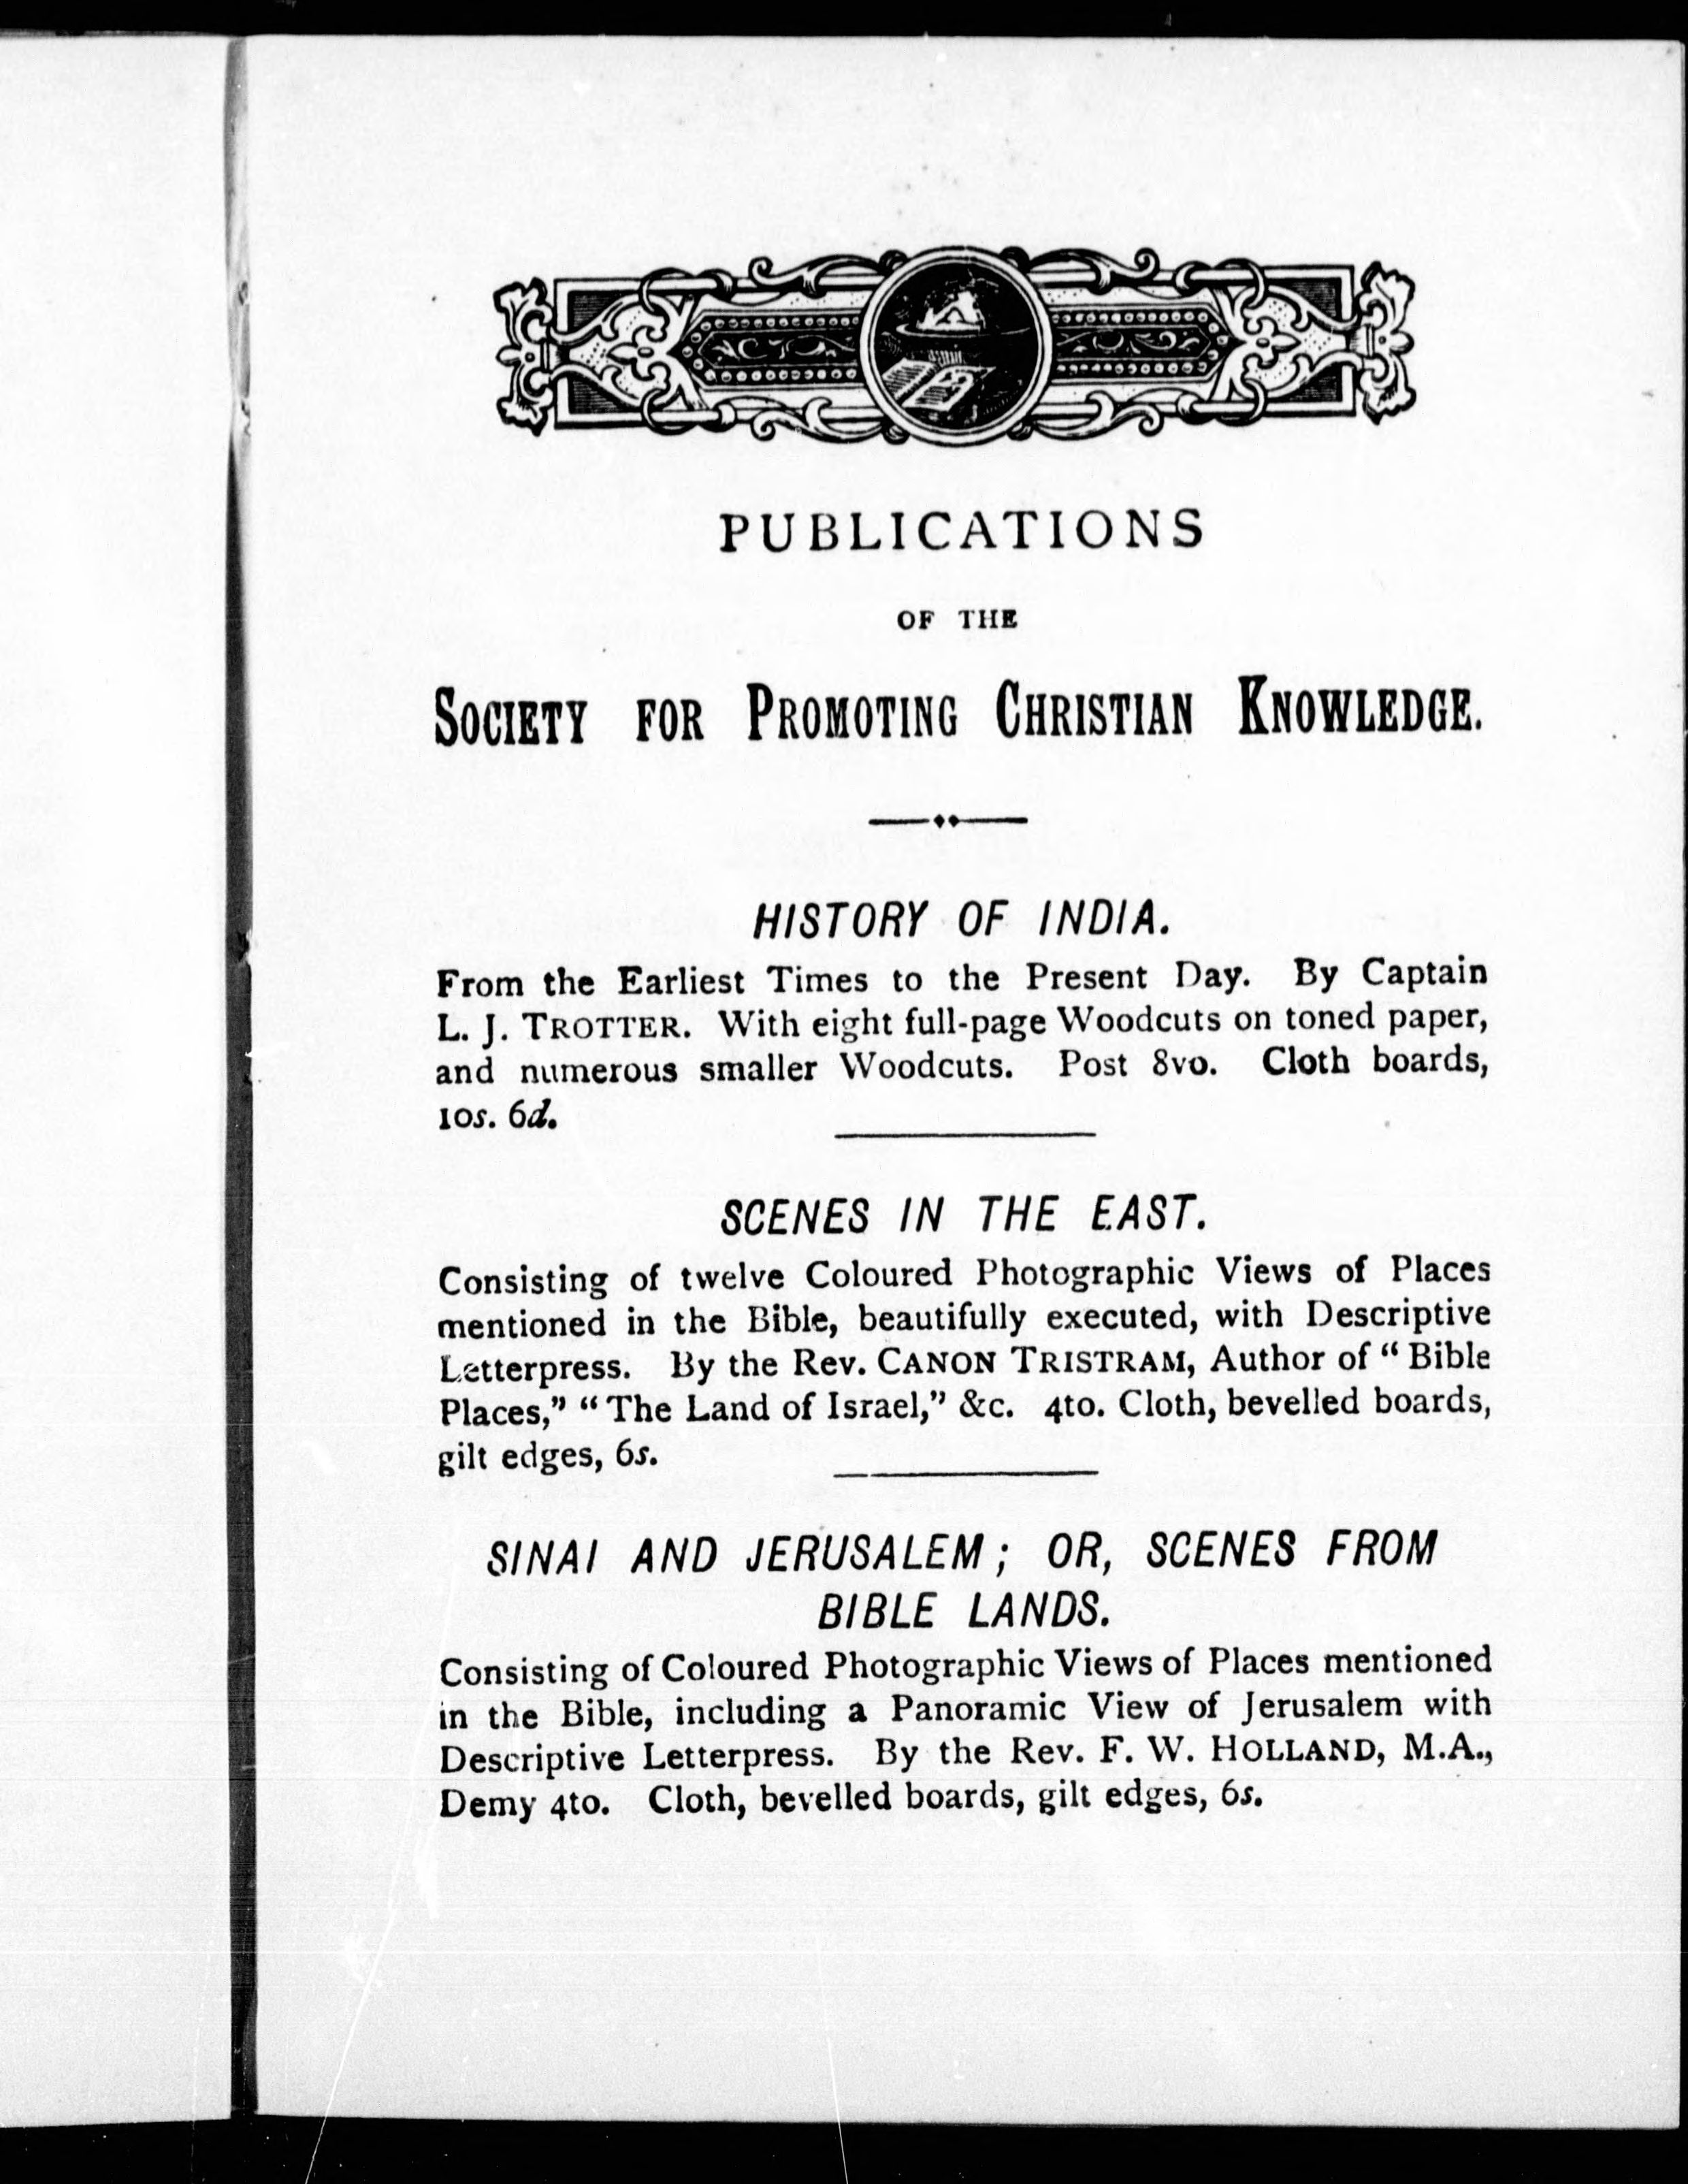 PUBLICATIONS
OF THE
SOCIETY FOR PROMOTING CHRISTIAN KNOWLEDGE.
HISTORY OF INDIA.
From the Earliest Times to the Present Day. By Captain
L. J. TROTTER. With eight full-page Woodcuts on toned paper,
and numerous smaller Woodcuts. Post 8vo. Cloth boards,
10s. 6d.
SCENES IN THE EAST.
Consisting of twelve Coloured Photographic Views of Places
mentioned in the Bible, beautifully executed, with Descriptive
Letterpress. By the Rev. CANON TRISTRAM, Author of “ Bible
Places,” “ The Land of Israel,” &c. 4to. Cloth, bevelled boards,
gilt edges, 6s.
SINAI AND JERUSALEM ; OR, SCENES FROM
BIBLE LANDS.
Consisting of Coloured Photographic Views of Places mentioned
in the Bible, including a Panoramic View of Jerusalem with
Descriptive Letterpress. By the Rev. F. W. HOLLAND, M.A.,
Demy 4to. Cloth, bevelled boards, gilt edges, 6s.